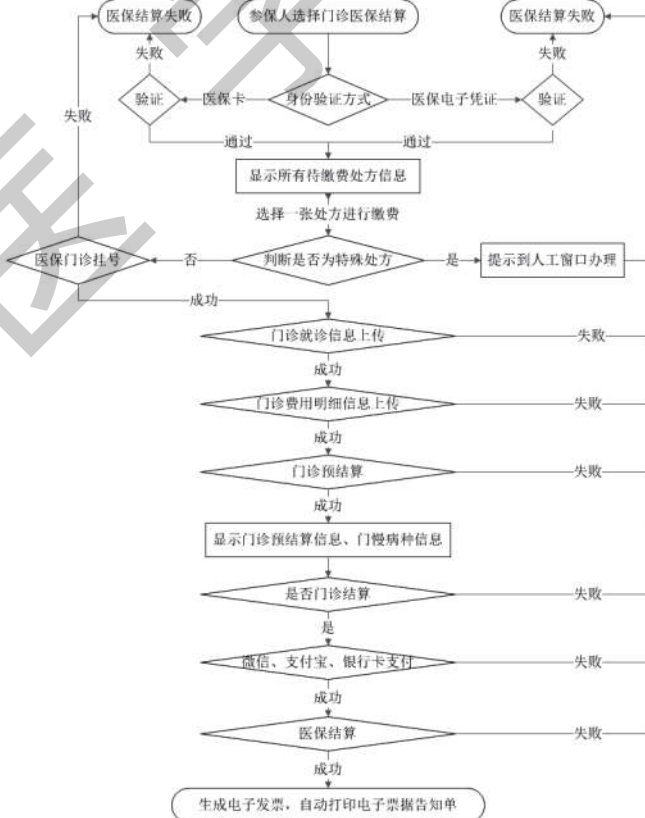 医保结算失败
参保人选择门诊医保结算
医保结算失败
失败
失败
验证
医保卡
身份验证方式
医保电子凭证
验证
失败
通过
通过
显示所有待缴费处方信息
选择一张处方进行缴费
医保门诊挂号
否
判断是否为特殊处方
是
提示到人工窗口办理
成功
门诊就诊信息上传
失败
成功
门诊费用明细信息上传
失败
成功
门诊预结算
失败
成功
显示门诊预结算信息、门慢病种信息
是否门诊结算
失败
是
微信、支付宝、银行卡支付
失败
成功
医保结算
失败
成功
生成电子发票，自动打印电子票据告知单